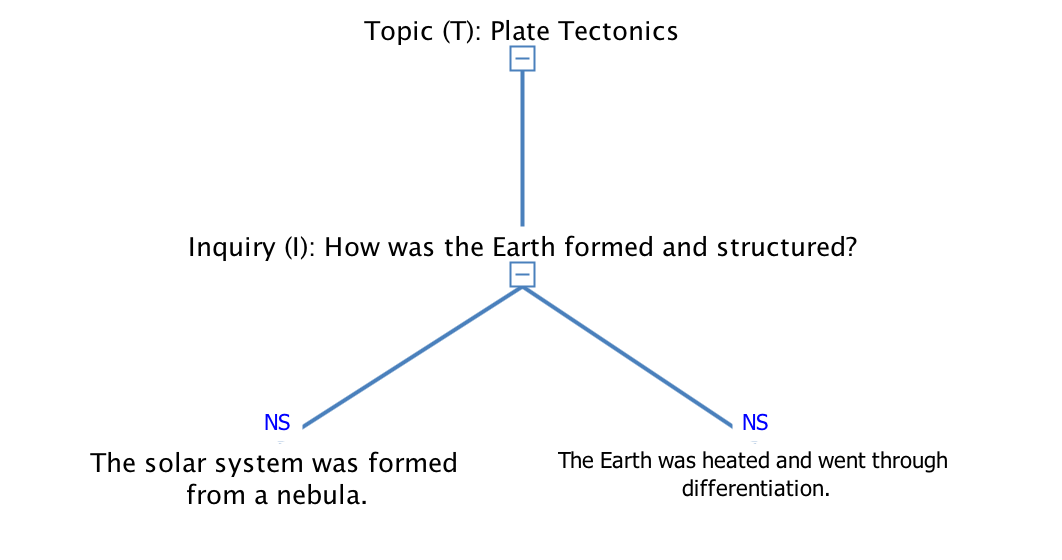 Topic (T): Plate Tectonics
Inquiry (I): How was the Earth formed and structured?
NS
The solar system was formed
from a nebula.
NS
The Earth was heated and went through
differentiation.